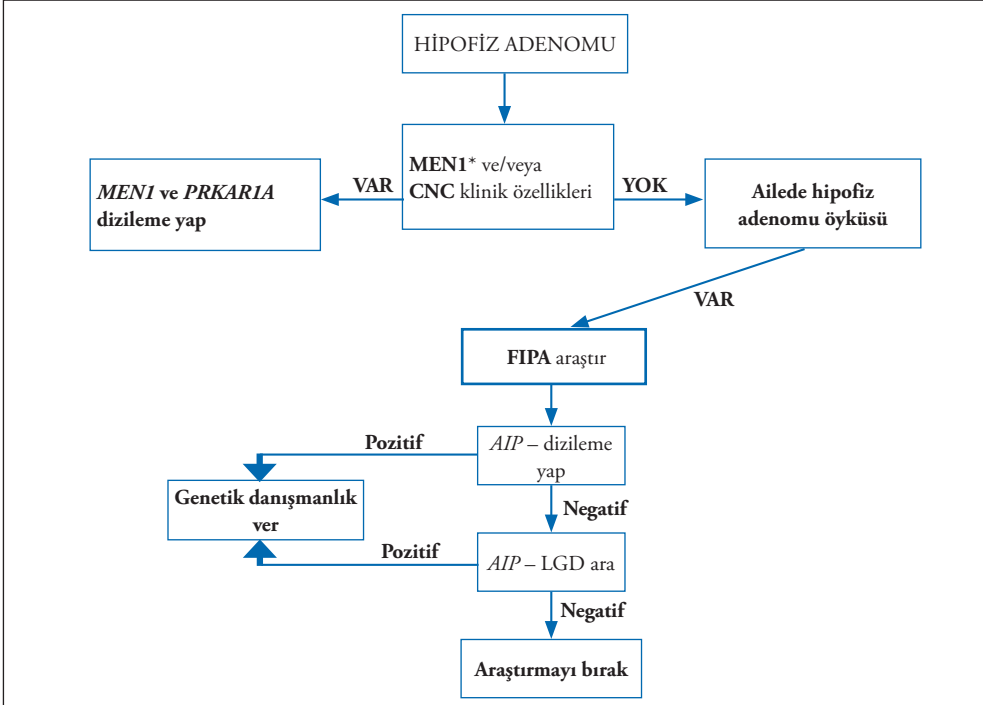 HİPOFİZ ADENOMU
MEN1* ve/veya
CNC klinik özellikleri
VAR
YOK
MEN1 ve PRKAR1A
dizileme yap
Ailede hipofiz
adenomu öyküsü
VAR
FIPA araştır
AIP – dizileme
yap
Pozitif
Genetik danışmanlık
ver
Negatif
AIP – LGD ara
Pozitif
Negatif
Araştırmayı bırak